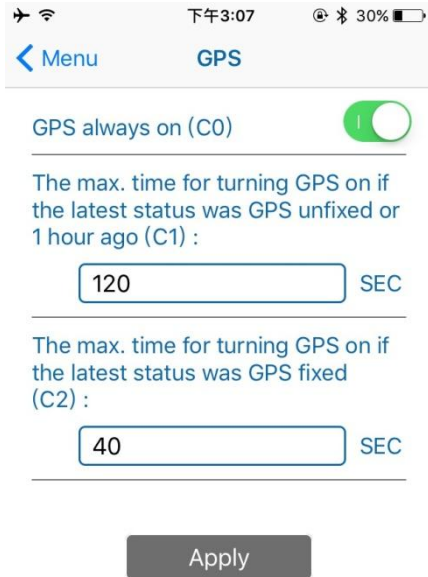 下午3:07 30%
Menu GPS
GPS always on (C0)
The max. time for turning GPS on if
the latest status was GPS unfixed or
1 hour ago (C1) :
120 SEC
The max. time for turning GPS on if
the latest status was GPS fixed
(C2) :
40 SEC
Apply